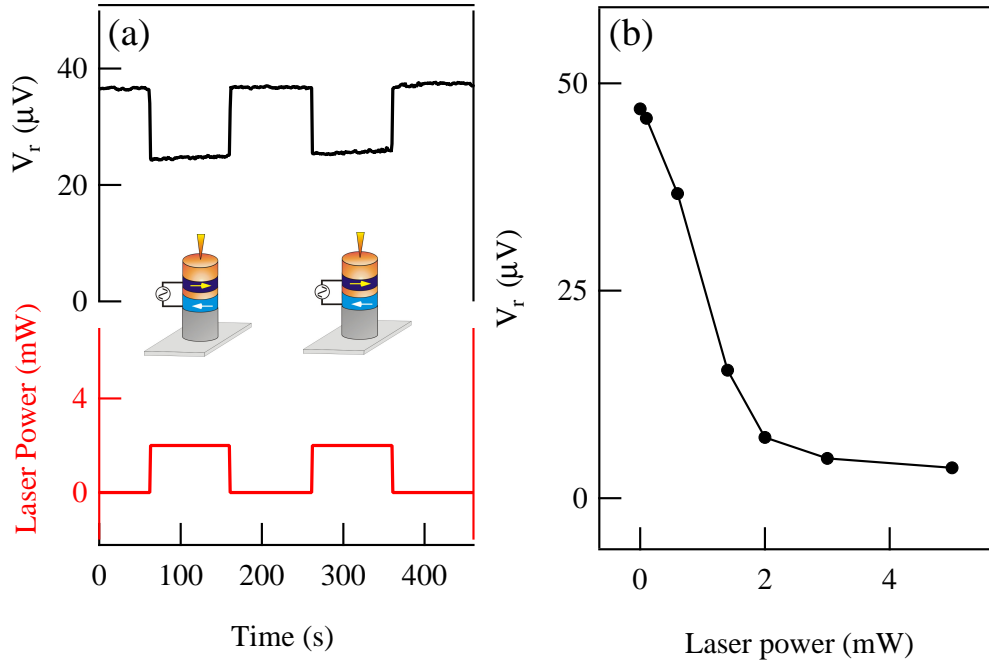 (a)
40
20
0
V_r (μV)
4
0
Laser Power (mW)
0 100 200 300 400
Time (s)
(b)
50
25
0
V_r (μV)
0 2 4
Laser power (mW)